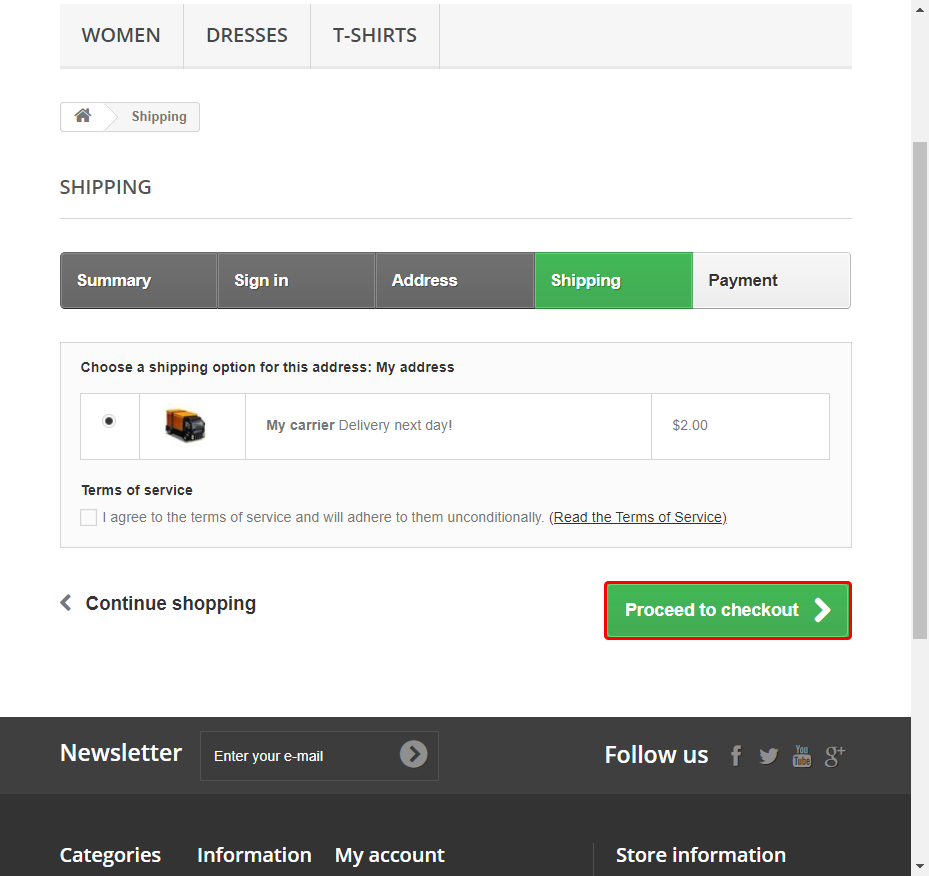 WOMEN DRESSES T-SHIRTS
Shipping
SHIPPING
Summary Sign in Address Shipping Payment
Choose a shipping option for this address: My address
My carrier Delivery next day! $2.00
Terms of service
I agree to the terms of service and will adhere to them unconditionally. (Read the Terms of Service)
Continue shopping Proceed to checkout
Newsletter Enter your e-mail Follow us f You Tube g+
Categories Information My account Store information